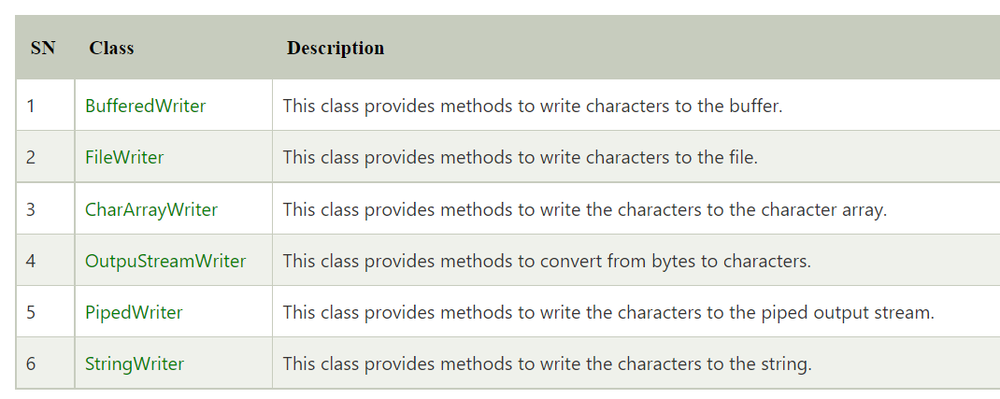 SN Class Description
1 BufferedWriter This class provides methods to write characters to the buffer.
2 FileWriter This class provides methods to write characters to the file.
3 CharArrayWriter This class provides methods to write the characters to the character array.
4 OutpuStreamWriter This class provides methods to convert from bytes to characters.
5 PipedWriter This class provides methods to write the characters to the piped output stream.
6 StringWriter This class provides methods to write the characters to the string.